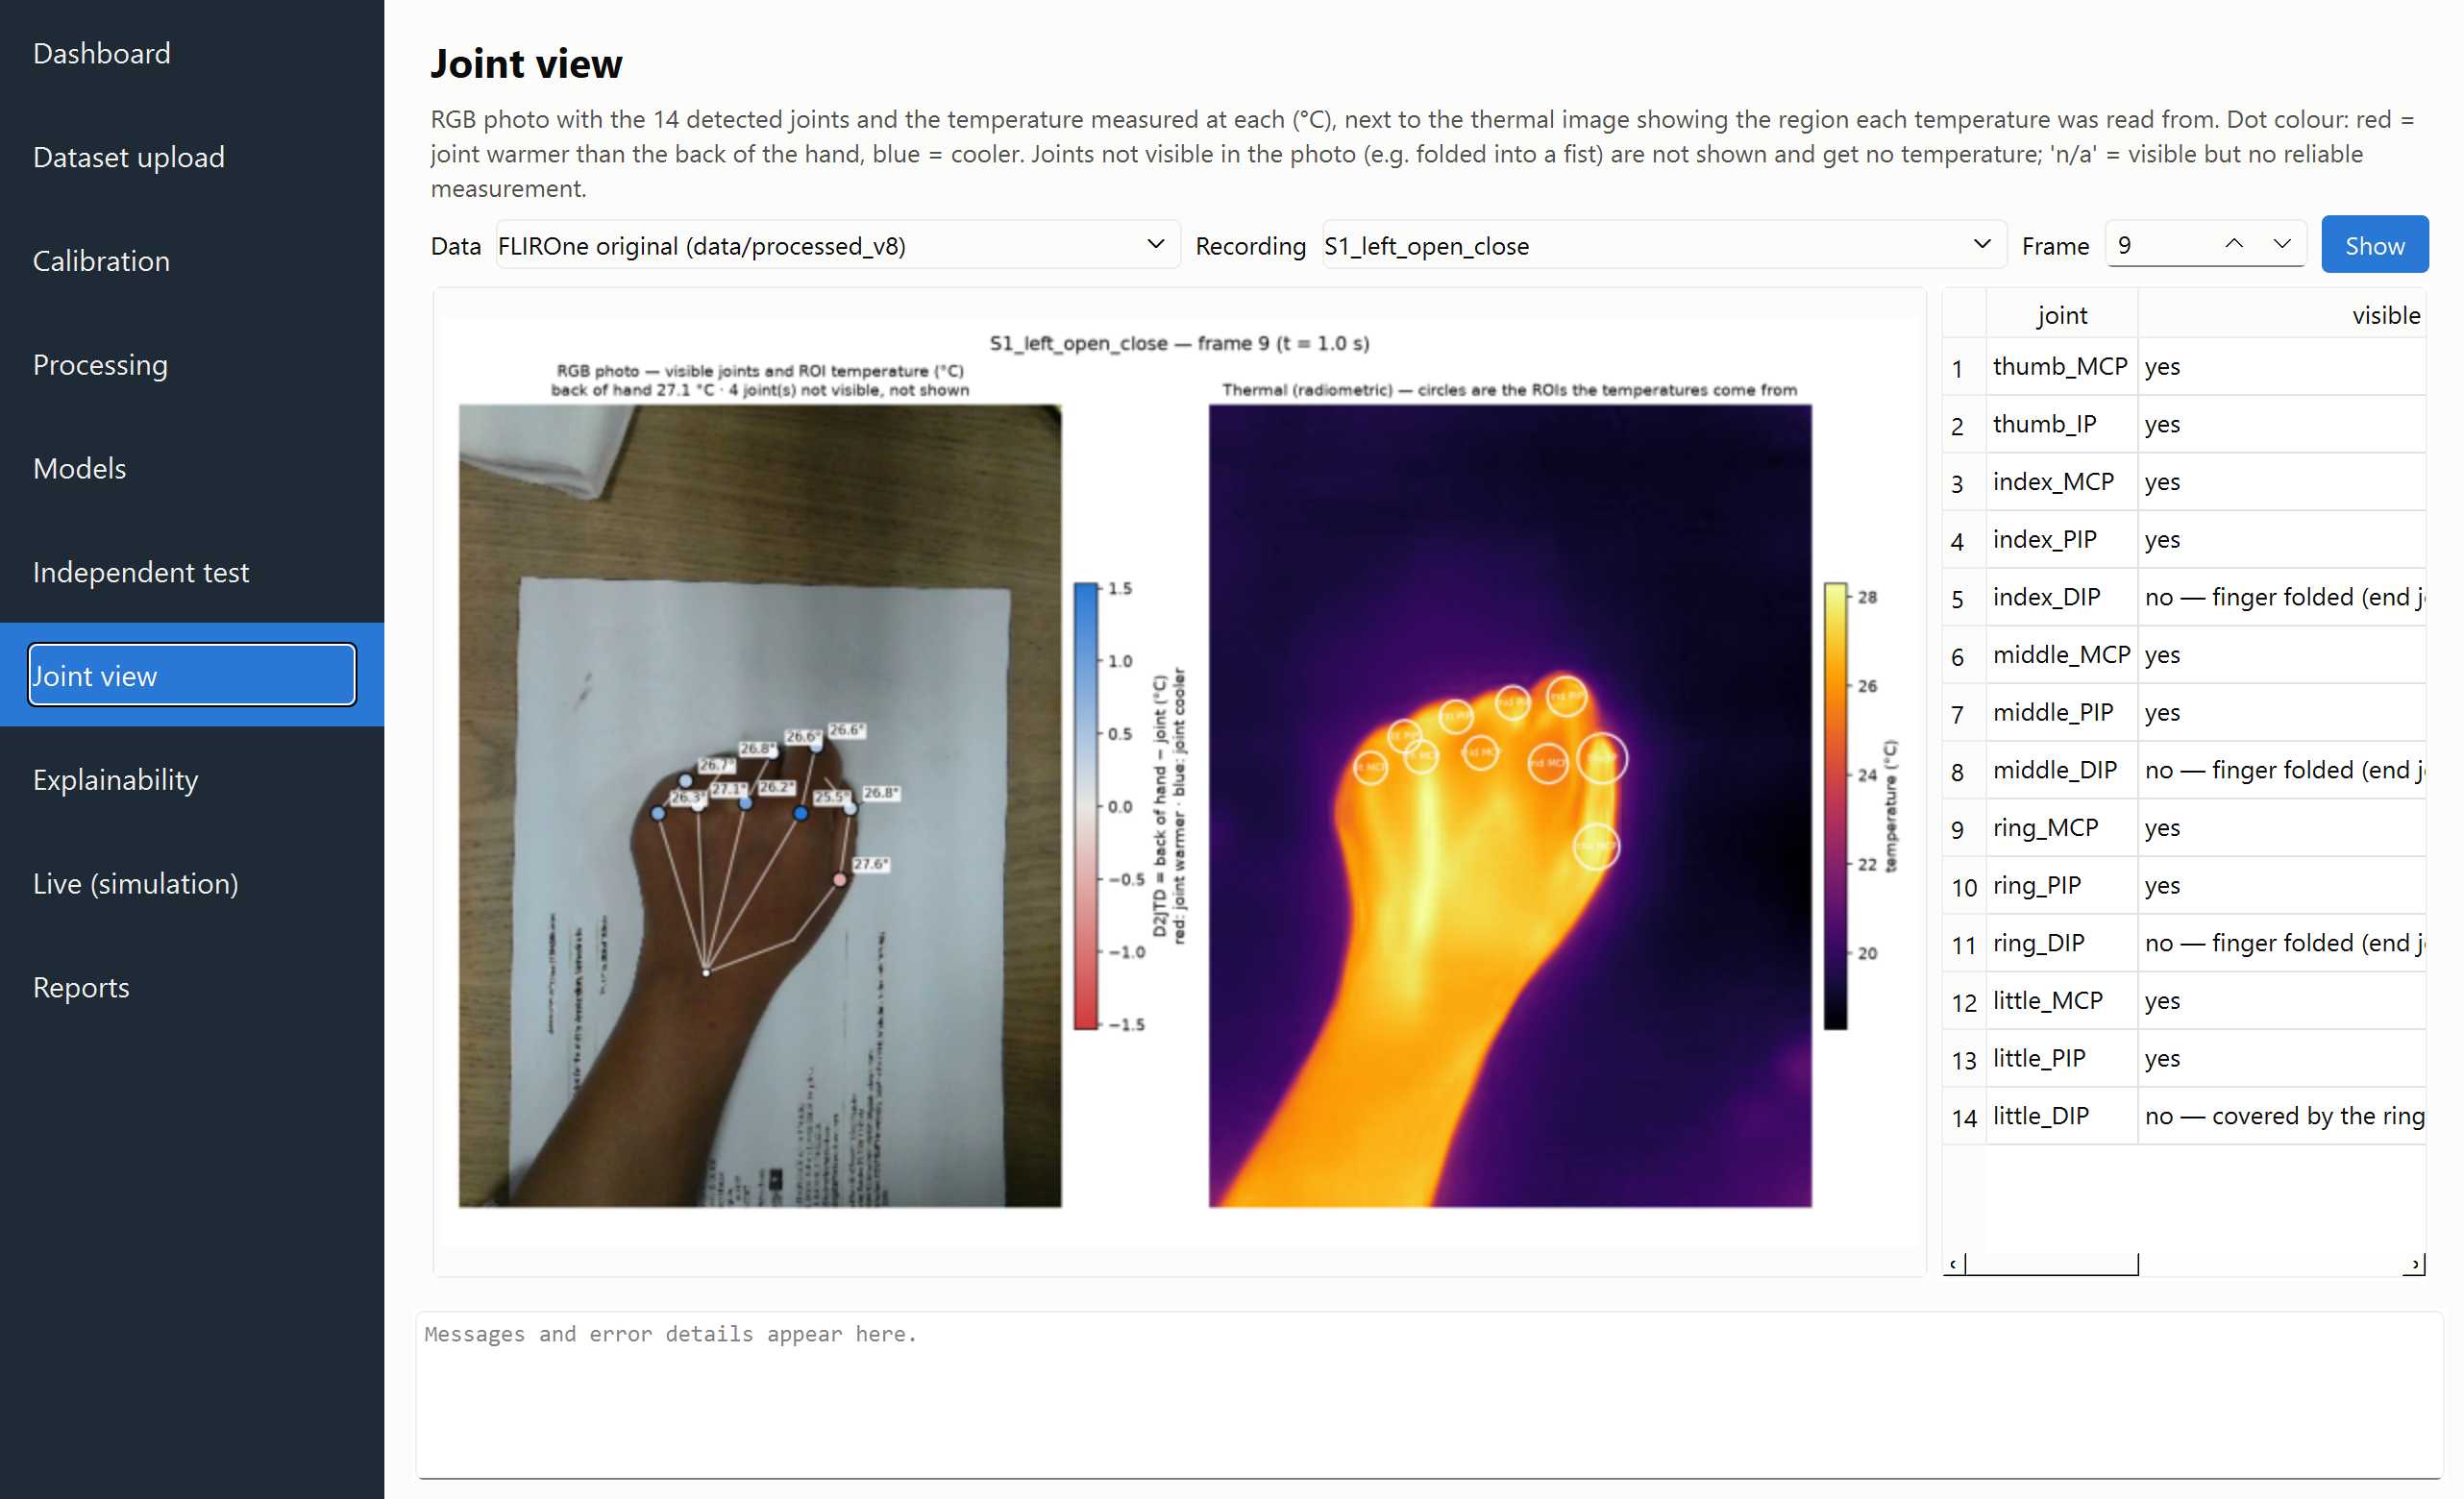 Dashboard
Dataset upload
Calibration
Processing
Models
Independent test
Joint view
Explainability
Live (simulation)
Reports
Joint view
RGB photo with the 14 detected joints and the temperature measured at each (°C), next to the thermal image showing the region each temperature was read from. Dot colour: red =
joint warmer than the back of the hand, blue = cooler. Joints not visible in the photo (e.g. folded into a fist) are not shown and get no temperature; 'n/a' = visible but no reliable
measurement.
Data FLIROne original (data/processed_v8) Recording S1_left_open_close Frame 9 Show
S1_left_open_close — frame 9 (t = 1.0 s)
RGB photo — visible joints and ROI temperature (°C)
back of hand 27.1 °C · 4 joint(s) not visible, not shown
26.6°
26.6°
26.8°
26.7°
27.1°
26.2°
26.3°
25.5°
26.8°
27.6°
1.5
1.0
0.5
0.0
−0.5
−1.0
−1.5
D2JTD = back of hand − joint (°C)
red: joint warmer · blue: joint cooler
Thermal (radiometric) — circles are the ROIs the temperatures come from
28
26
24
22
20
temperature (°C)
joint visible
1 thumb_MCP yes
2 thumb_IP yes
3 index_MCP yes
4 index_PIP yes
5 index_DIP no — finger folded (end j
6 middle_MCP yes
7 middle_PIP yes
8 middle_DIP no — finger folded (end j
9 ring_MCP yes
10 ring_PIP yes
11 ring_DIP no — finger folded (end j
12 little_MCP yes
13 little_PIP yes
14 little_DIP no — covered by the ring
Messages and error details appear here.